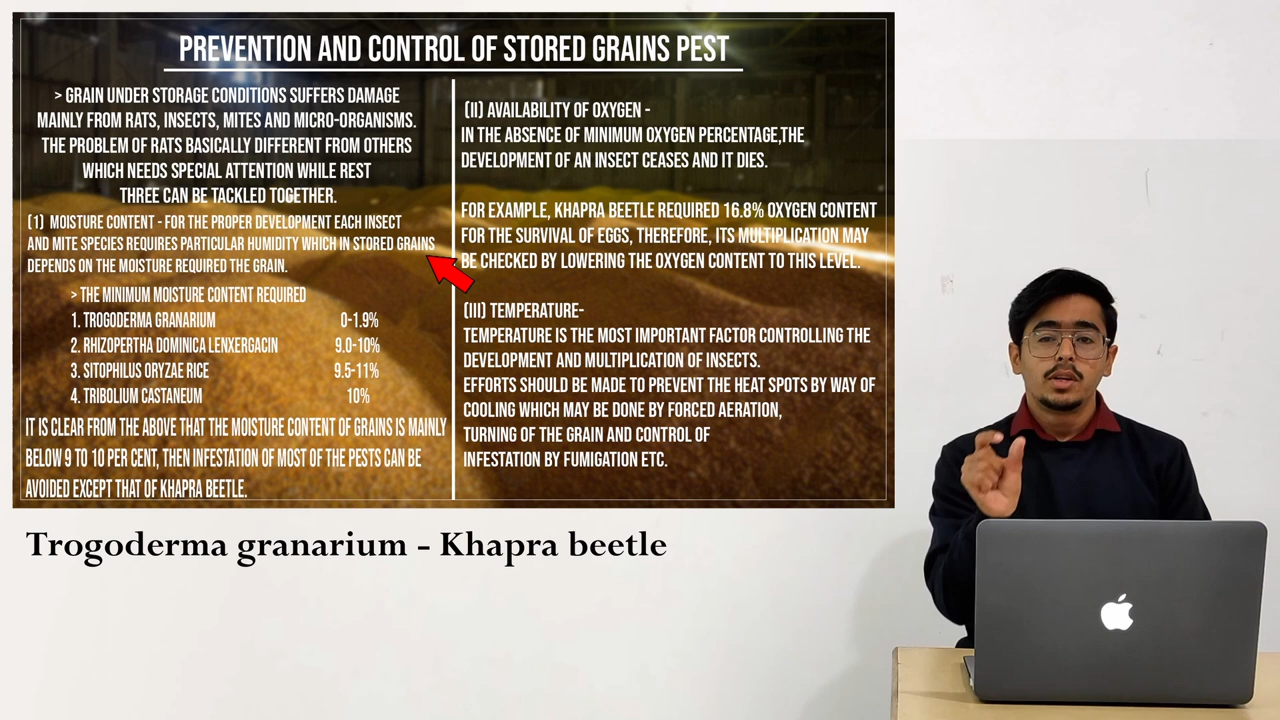 PREVENTION AND CONTROL OF STORED GRAINS PEST
> GRAIN UNDER STORAGE CONDITIONS SUFFERS DAMAGE
MAINLY FROM RATS, INSECTS, MITES AND MICRO-ORGANISMS.
THE PROBLEM OF RATS BASICALLY DIFFERENT FROM OTHERS
WHICH NEEDS SPECIAL ATTENTION WHILE REST
THREE CAN BE TACKLED TOGETHER.
(1) MOISTURE CONTENT - FOR THE PROPER DEVELOPMENT EACH INSECT
AND MITE SPECIES REQUIRES PARTICULAR HUMIDITY WHICH IN STORED GRAINS
DEPENDS ON THE MOISTURE REQUIRED THE GRAIN.
> THE MINIMUM MOISTURE CONTENT REQUIRED
1. TROGODERMA GRANARIUM 0-1.9%
2. RHIZOPERTHA DOMINICA LENXERGACIN 9.0-10%
3. SITOPHILUS ORYZAE RICE 9.5-11%
4. TRIBOLIUM CASTANEUM 10%
IT IS CLEAR FROM THE ABOVE THAT THE MOISTURE CONTENT OF GRAINS IS MAINLY
BELOW 9 TO 10 PER CENT, THEN INFESTATION OF MOST OF THE PESTS CAN BE
AVOIDED EXCEPT THAT OF KHAPRA BEETLE.
(II) AVAILABILITY OF OXYGEN -
IN THE ABSENCE OF MINIMUM OXYGEN PERCENTAGE,THE
DEVELOPMENT OF AN INSECT CEASES AND IT DIES.
FOR EXAMPLE, KHAPRA BEETLE REQUIRED 16.8% OXYGEN CONTENT
FOR THE SURVIVAL OF EGGS, THEREFORE, ITS MULTIPLICATION MAY
BE CHECKED BY LOWERING THE OXYGEN CONTENT TO THIS LEVEL.
(III) TEMPERATURE-
TEMPERATURE IS THE MOST IMPORTANT FACTOR CONTROLLING THE
DEVELOPMENT AND MULTIPLICATION OF INSECTS.
EFFORTS SHOULD BE MADE TO PREVENT THE HEAT SPOTS BY WAY OF
COOLING WHICH MAY BE DONE BY FORCED AERATION,
TURNING OF THE GRAIN AND CONTROL OF
INFESTATION BY FUMIGATION ETC.
Trogoderma granarium - Khapra beetle